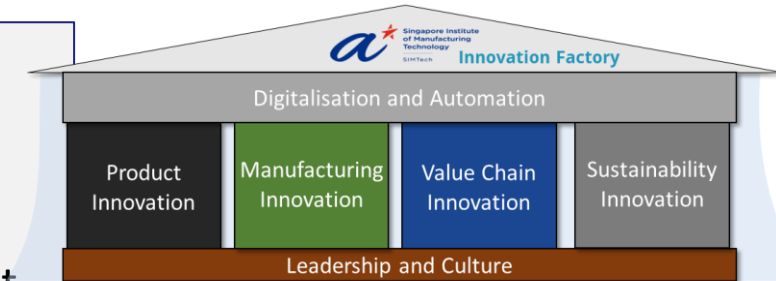 a
Singapore Institute
of Manufacturing
Technology
SIMTech
Innovation Factory
Digitalisation and Automation
Product
Innovation
Manufacturing
Innovation
Value Chain
Innovation
Sustainability
Innovation
Leadership and Culture